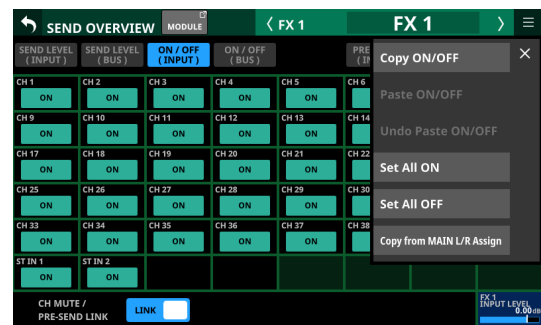 SEND OVERVIEW MODULE FX 1 FX 1
SEND LEVEL SEND LEVEL ON / OFF ON / OFF
( INPUT ) ( BUS ) ( INPUT ) ( BUS )
Copy ON/OFF
Paste ON/OFF
Undo Paste ON/OFF
Set All ON
Set All OFF
Copy from MAIN L/R Assign
CH 1 CH 2 CH 3 CH 4 CH 5 CH 6
ON ON ON ON ON
CH 9 CH 10 CH 11 CH 12 CH 13 CH 14
ON ON ON ON ON
CH 17 CH 18 CH 19 CH 20 CH 21 CH 22
ON ON ON ON ON
CH 25 CH 26 CH 27 CH 28 CH 29 CH 30
ON ON ON ON ON
CH 33 CH 34 CH 35 CH 36 CH 37 CH 38
ON ON ON ON ON
ST IN 1 ST IN 2
ON ON
CH MUTE /
PRE-SEND LINK
LINK
FX 1
INPUT LEVEL
0.00 dB